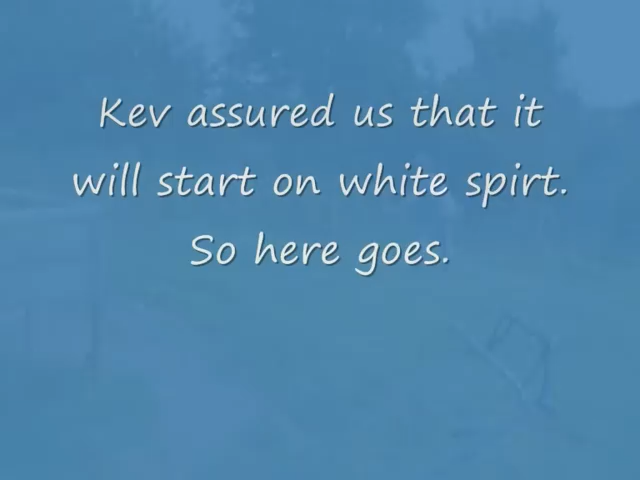 Kev assured us that it
will start on white spirt.
So here goes.